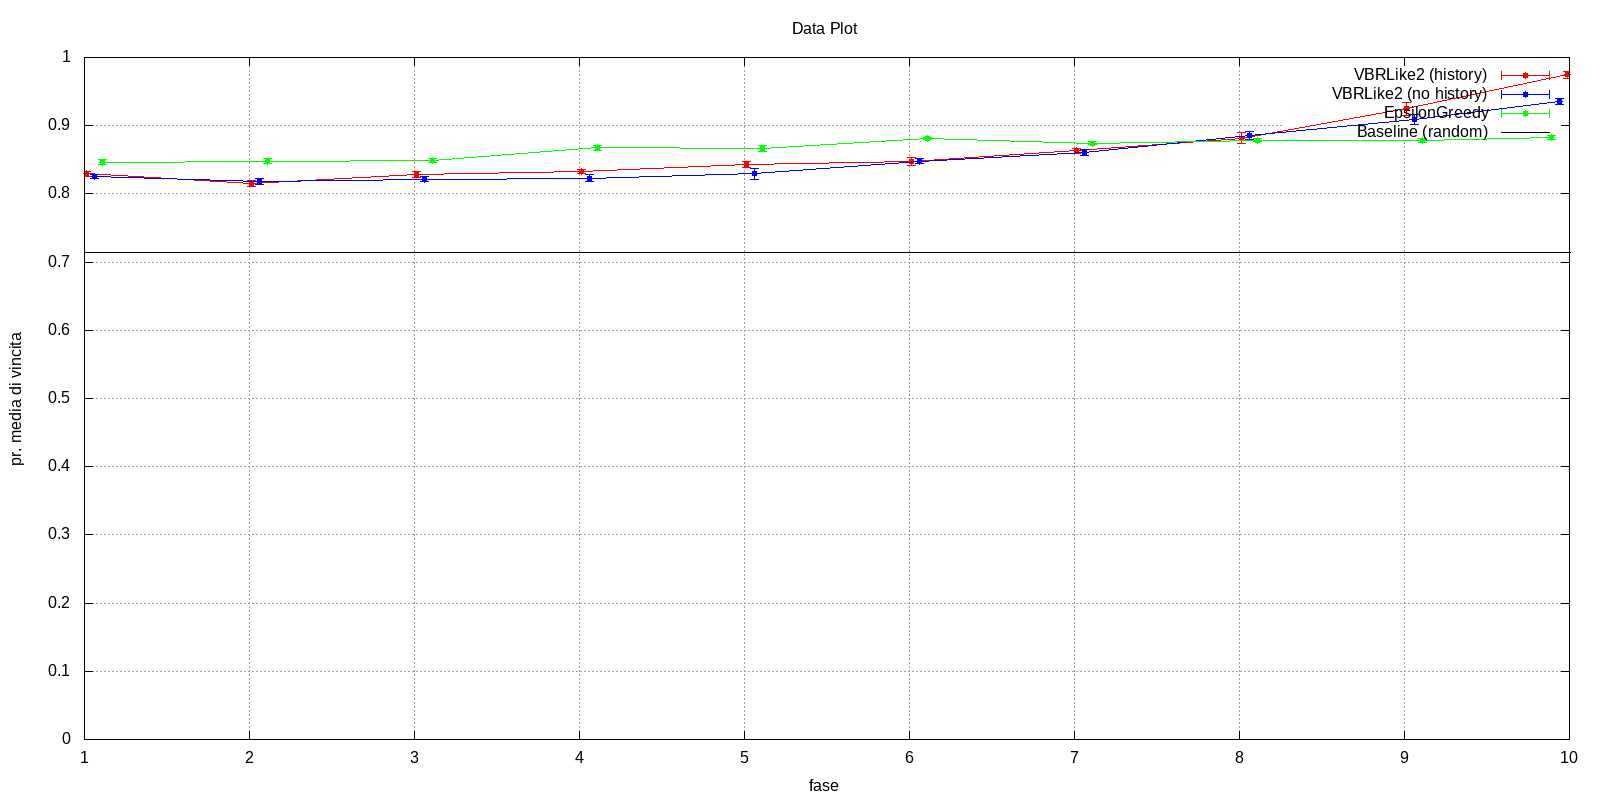 Data Plot
1
VBRLike2 (history)
VBRLike2 (no history)
EpsilonGreedy
Baseline (random)
0.9
0.8
0.7
0.6
0.5
0.4
0.3
0.2
0.1
0
pr. media di vincita
1 2 3 4 5 6 7 8 9 10
fase